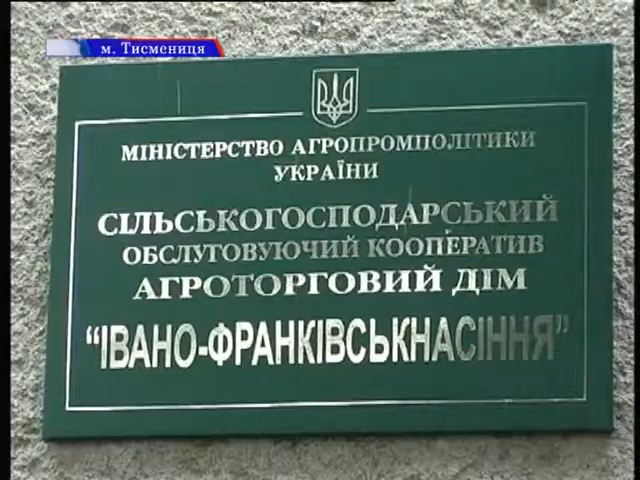 м. Тисмениця
МІНІСТЕРСТВО АГРОПРОМПОЛІТИКИ
УКРАЇНИ
СІЛЬСЬКОГОСПОДАРСЬКИЙ
ОБСЛУГОВУЮЧИЙ КООПЕРАТИВ
АГРОТОРГОВИЙ ДІМ
"ІВАНО-ФРАНКІВСЬКНАСІННЯ"